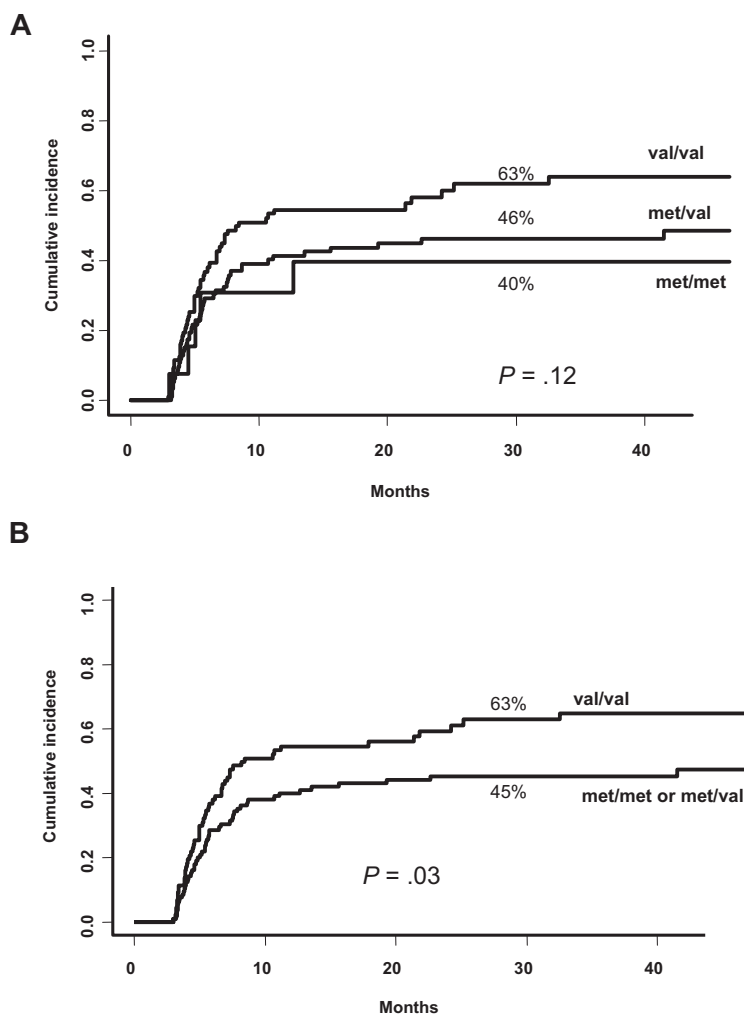 A
1.0
0.8
0.6
0.4
0.2
0.0
Cumulative incidence
val/val
63%
met/val
46%
40%
met/met
P = .12
0 10 20 30 40
Months
B
1.0
0.8
0.6
0.4
0.2
0.0
Cumulative incidence
63%
val/val
45%
met/met or met/val
P = .03
0 10 20 30 40
Months